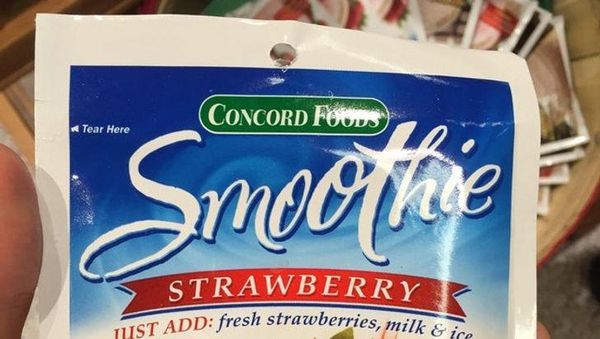 CONCORD FOODS
Tear Here
Smoothie
STRAWBERRY
JUST ADD: fresh strawberries, milk & ice